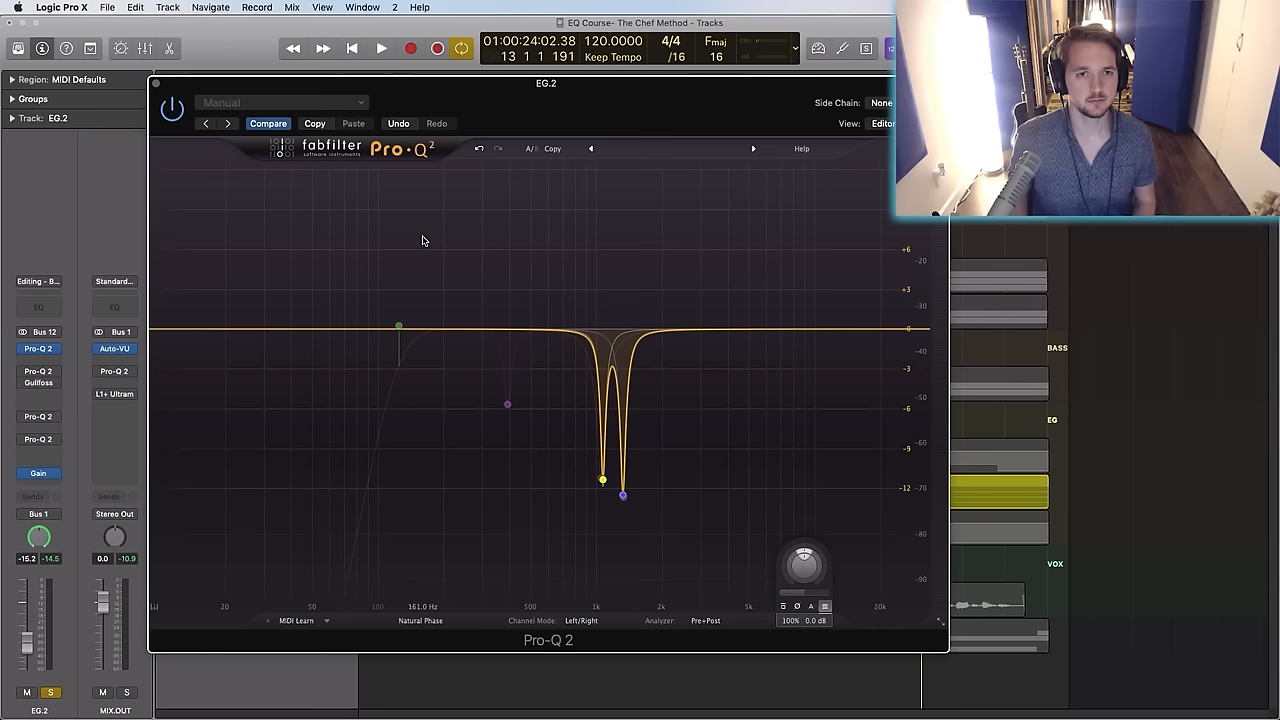 Logic Pro X File Edit Track Navigate Record Mix View Window 2 Help
EQ Course- The Chef Method - Tracks
01:00:24:02.38 120.0000 4/4 Fmaj
13 1 1 191 Keep Tempo /16 16
Region: MIDI Defaults
Groups
Track: EG.2
EG.2
Manual
Side Chain: None
Compare Copy Paste Undo Redo
View: Editor
fabfilter Pro·Q²
software instruments
A/B Copy
Help
+6
-20
+3
-30
0
-40
-3
-50
-6
-60
-9
-12 -70
-80
-90
20 50 100 161.0 Hz 500 1k 2k 5k 20k
MIDI Learn Natural Phase Channel Mode: Left/Right Analyzer: Pre+Post
100% 0.0 dB
Pro-Q 2
Editing - B... Standard...
EQ EQ
Bus 12 Bus 1
Pro-Q 2 Auto-VU
Pro-Q 2 Pro-Q 2
Gullfoss
L1+ Ultram
Pro-Q 2
Pro-Q 2
Gain
Sends Sends
Bus 1 Stereo Out
-15.2 -14.5 0.0 -10.9
M S M S
EG.2 MIX.OUT
BASS
EG
VOX